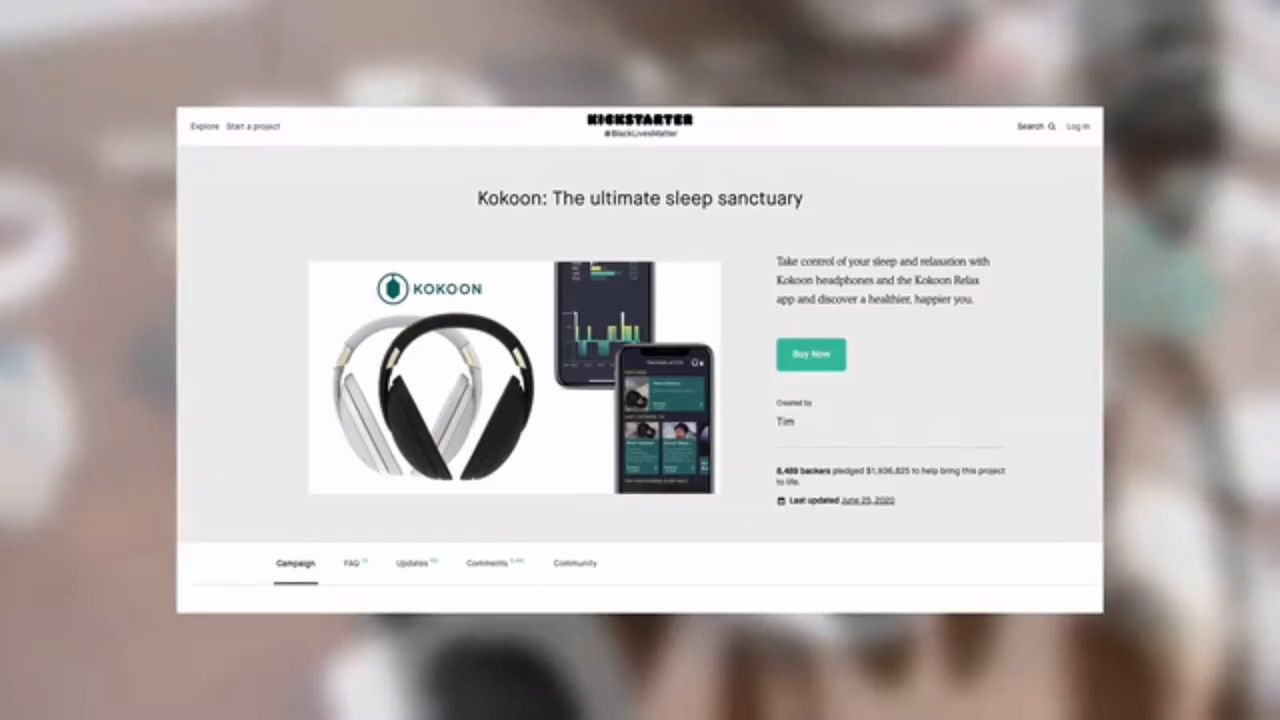 Explore Start a project
KICKSTARTER
#BlackLivesMatter
Search Log in
Kokoon: The ultimate sleep sanctuary
KOKOON
Take control of your sleep and relaxation with
Kokoon headphones and the Kokoon Relax
app and discover a healthier, happier you.
Buy Now
Created by
Tim
backers pledged to help bring this project
to life.
Last updated June 25, 2020
Campaign FAQ Updates Comments Community